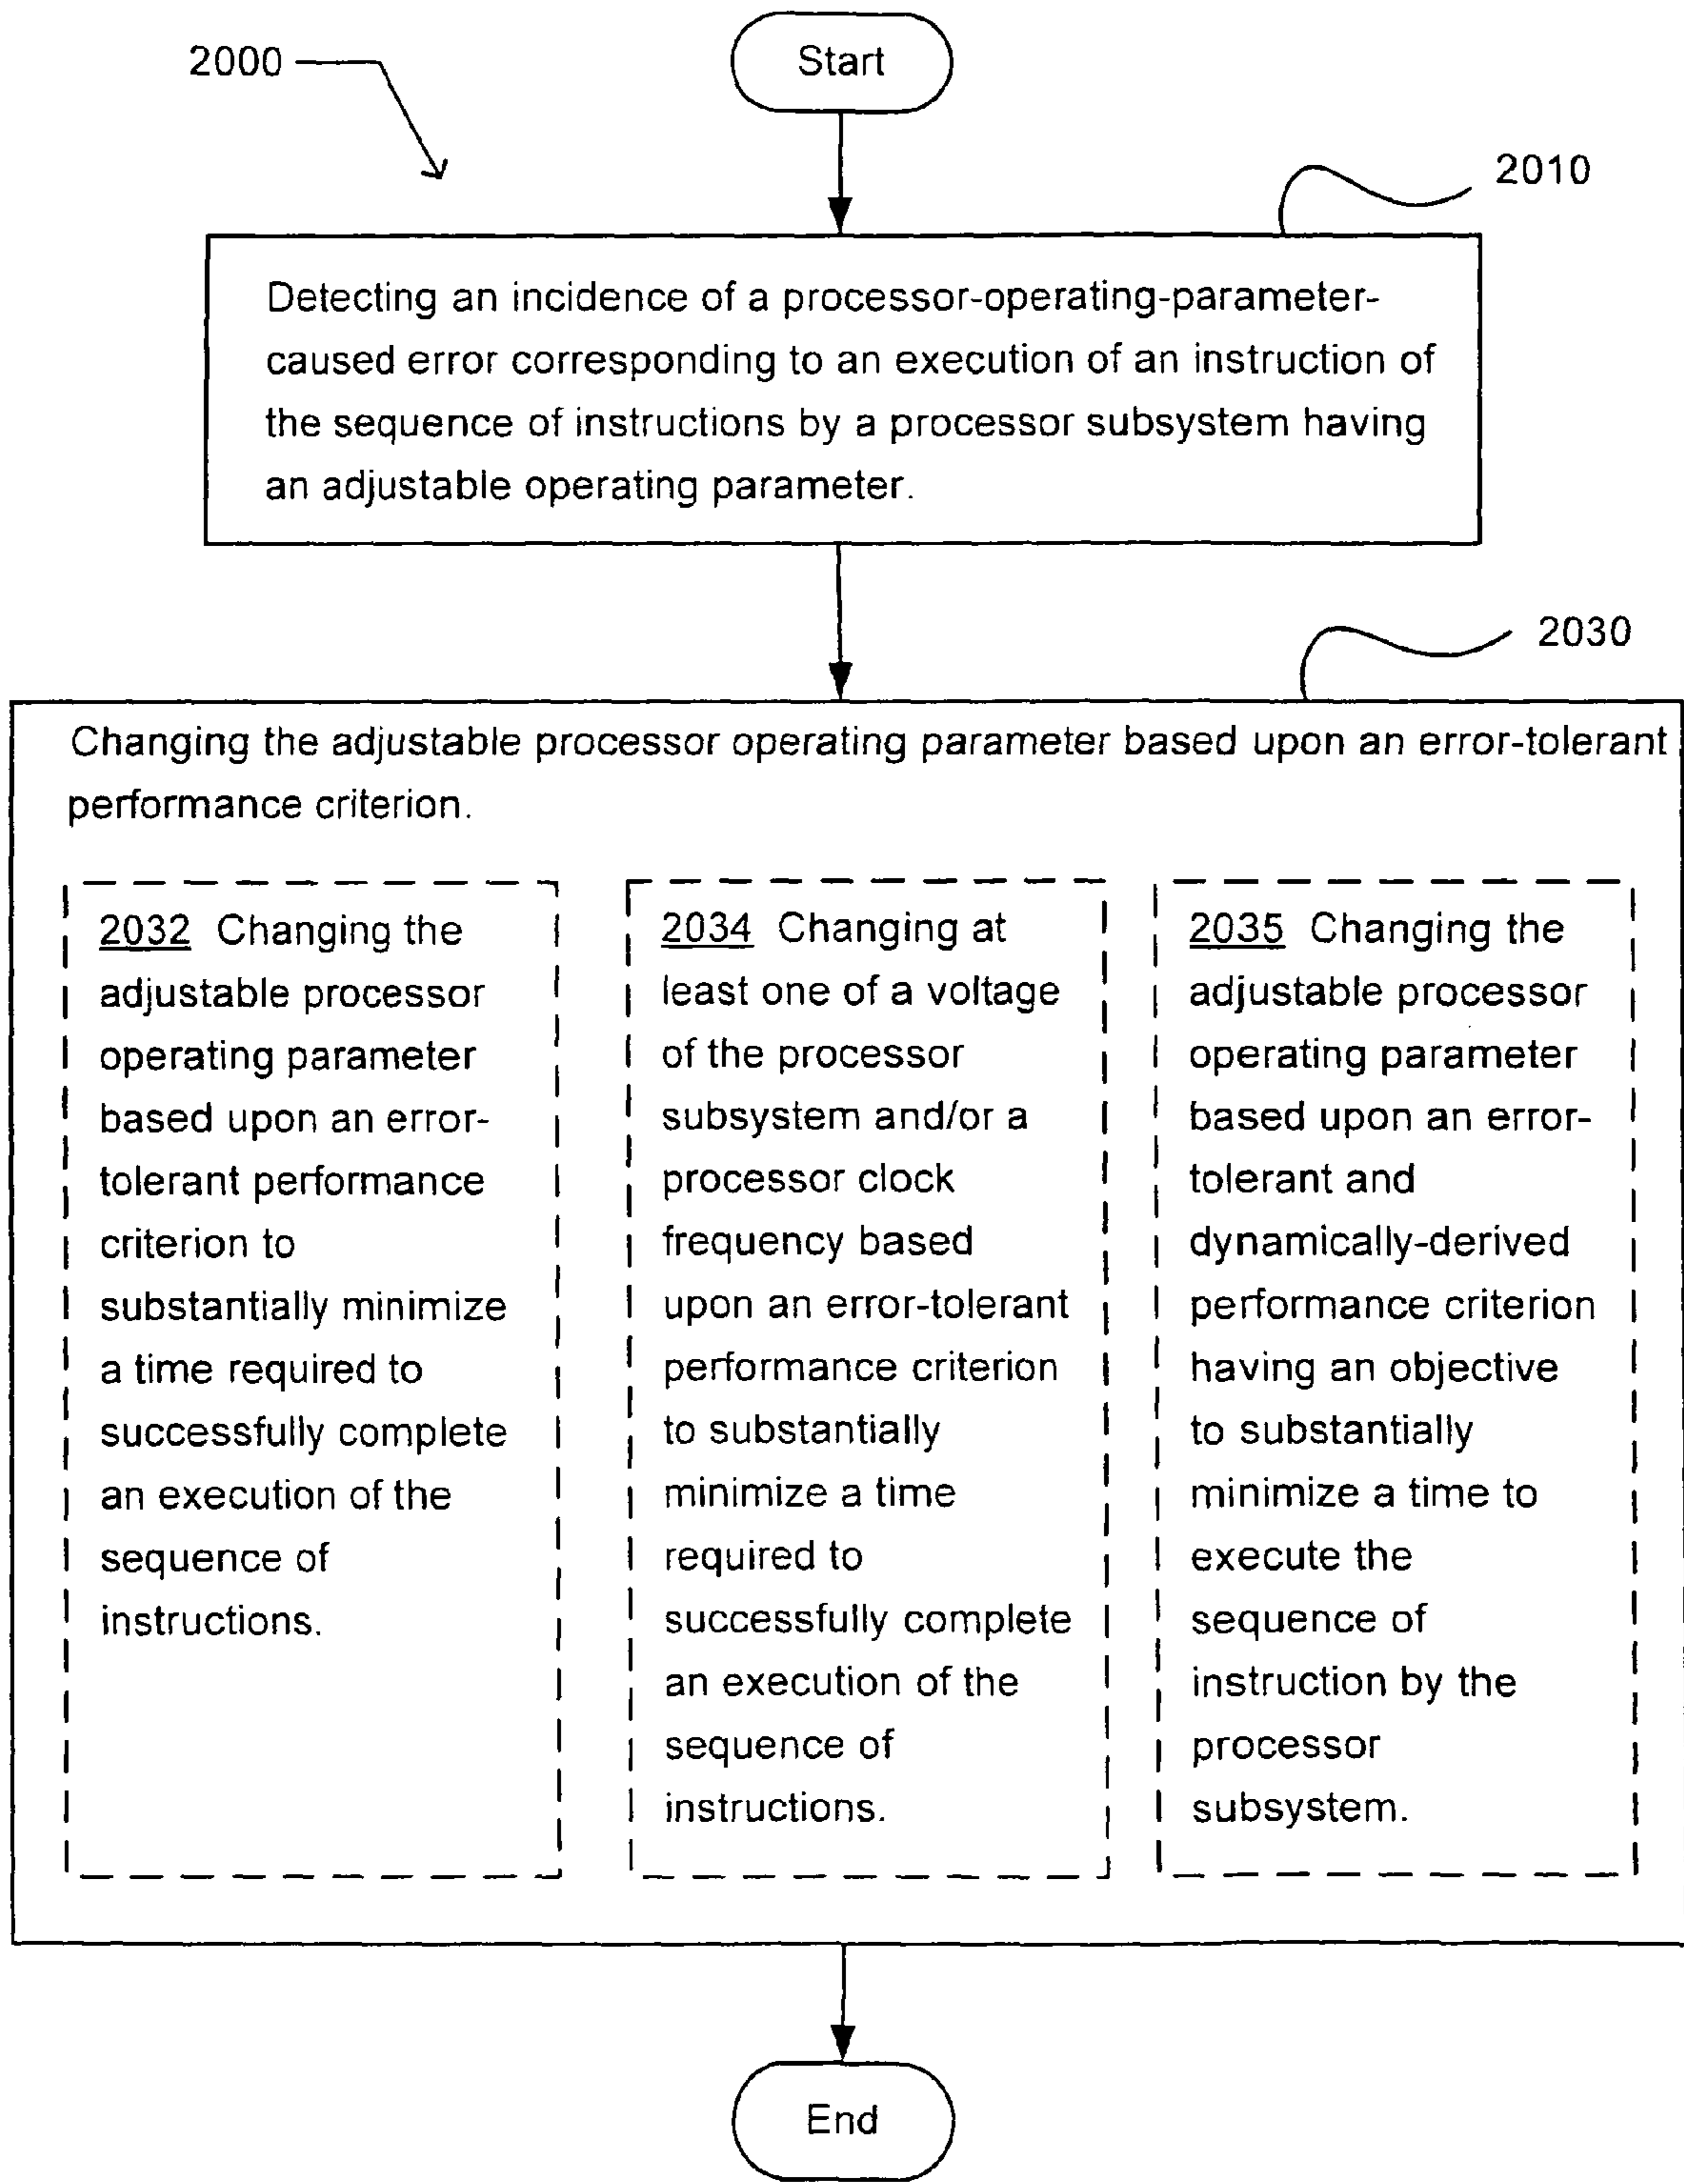 2000
Start
2010
Detecting an incidence of a processor-operating-parameter-
caused error corresponding to an execution of an instruction of
the sequence of instructions by a processor subsystem having
an adjustable operating parameter.
2030
Changing the adjustable processor operating parameter based upon an error-tolerant
performance criterion.
2032 Changing the
adjustable processor
operating parameter
based upon an error-
tolerant performance
criterion to
substantially minimize
a time required to
successfully complete
an execution of the
sequence of
instructions.
2034 Changing at
least one of a voltage
of the processor
subsystem and/or a
processor clock
frequency based
upon an error-tolerant
performance criterion
to substantially
minimize a time
required to
successfully complete
an execution of the
sequence of
instructions.
2035 Changing the
adjustable processor
operating parameter
based upon an error-
tolerant and
dynamically-derived
performance criterion
having an objective
to substantially
minimize a time to
execute the
sequence of
instruction by the
processor
subsystem.
End